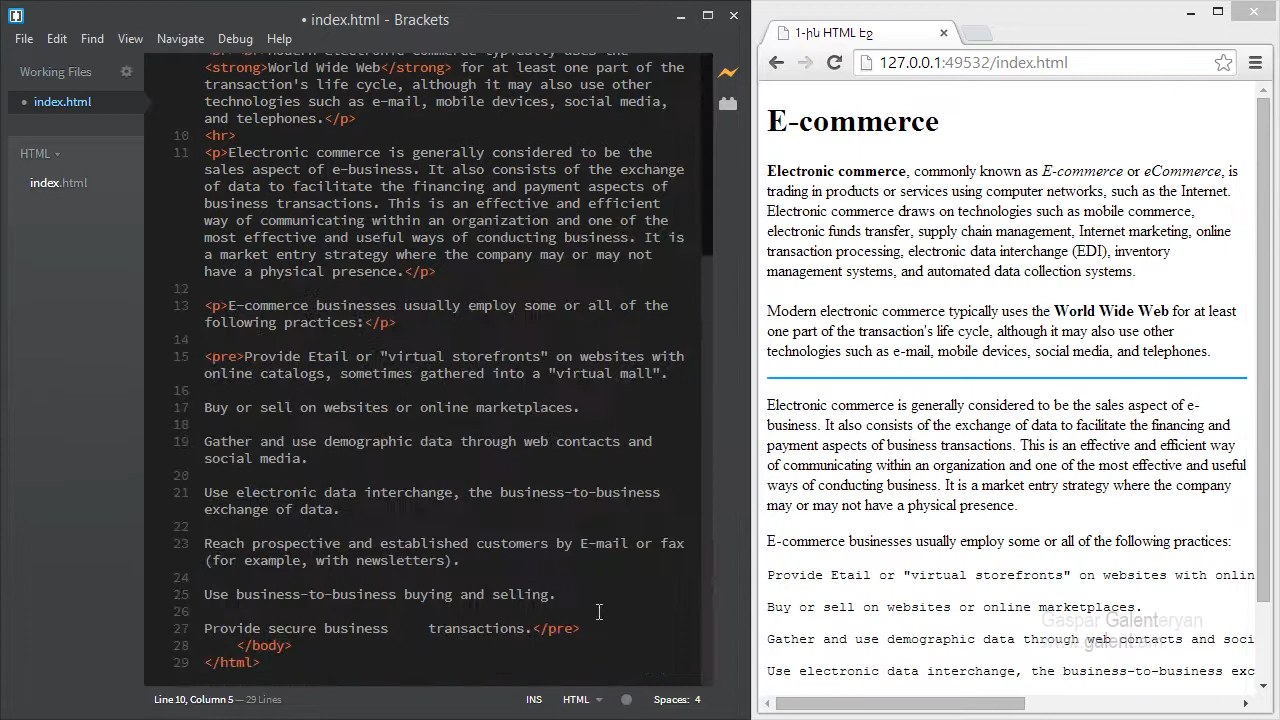 • index.html - Brackets
File Edit Find View Navigate Debug Help
Working Files
• index.html
HTML
index.html
<strong>World Wide Web</strong> for at least one part of the
transaction's life cycle, although it may also use other
technologies such as e-mail, mobile devices, social media,
and telephones.</p>
10 <hr>
11 <p>Electronic commerce is generally considered to be the
sales aspect of e-business. It also consists of the exchange
of data to facilitate the financing and payment aspects of
business transactions. This is an effective and efficient
way of communicating within an organization and one of the
most effective and useful ways of conducting business. It is
a market entry strategy where the company may or may not
have a physical presence.</p>
12
13 <p>E-commerce businesses usually employ some or all of the
following practices:</p>
14
15 <pre>Provide Etail or "virtual storefronts" on websites with
online catalogs, sometimes gathered into a "virtual mall".
16
17 Buy or sell on websites or online marketplaces.
18
19 Gather and use demographic data through web contacts and
social media.
20
21 Use electronic data interchange, the business-to-business
exchange of data.
22
23 Reach prospective and established customers by E-mail or fax
(for example, with newsletters).
24
25 Use business-to-business buying and selling.
26
27 Provide secure business     transactions.</pre>
28 </body>
29 </html>
Line 10, Column 5 — 29 Lines
INS HTML Spaces: 4
1-ին HTML էջ
127.0.0.1:49532/index.html
E-commerce
Electronic commerce, commonly known as E-commerce or eCommerce, is
trading in products or services using computer networks, such as the Internet.
Electronic commerce draws on technologies such as mobile commerce,
electronic funds transfer, supply chain management, Internet marketing, online
transaction processing, electronic data interchange (EDI), inventory
management systems, and automated data collection systems.
Modern electronic commerce typically uses the World Wide Web for at least
one part of the transaction's life cycle, although it may also use other
technologies such as e-mail, mobile devices, social media, and telephones.
Electronic commerce is generally considered to be the sales aspect of e-
business. It also consists of the exchange of data to facilitate the financing and
payment aspects of business transactions. This is an effective and efficient way
of communicating within an organization and one of the most effective and useful
ways of conducting business. It is a market entry strategy where the company
may or may not have a physical presence.
E-commerce businesses usually employ some or all of the following practices:
Provide Etail or "virtual storefronts" on websites with onlin
Buy or sell on websites or online marketplaces.
Gaspar Galenteryan
Gather and use demographic data through web contacts and soci
www.galent.am
Use electronic data interchange, the business-to-business exc